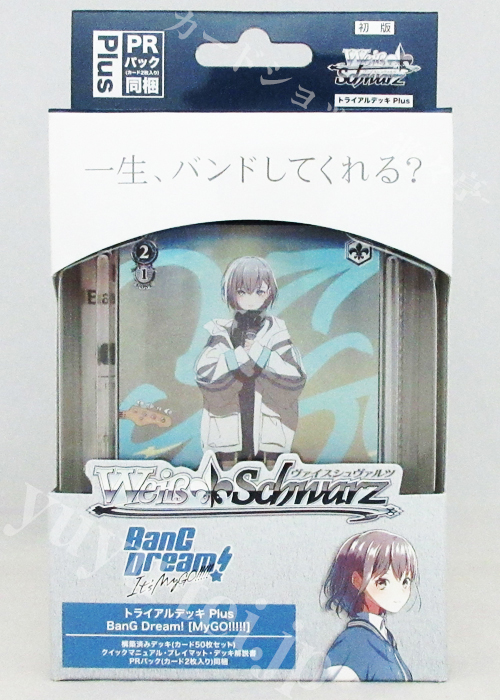 PR
パック
(カード2枚入り)
同梱
Plus
初版
Weiß Schwarz
トライアルデッキ Plus
一生、バンドしてくれる?
2
1
ヴァイスシュヴァルツ
Weiß Schwarz
BanG
Dream!
It's MyGO!!!!!
トライアルデッキ Plus
BanG Dream! [MyGO!!!!!]
構築済みデッキ(カード50枚セット)
クイックマニュアル・プレイマット・デッキ解説書
PRパック(カード2枚入り)同梱